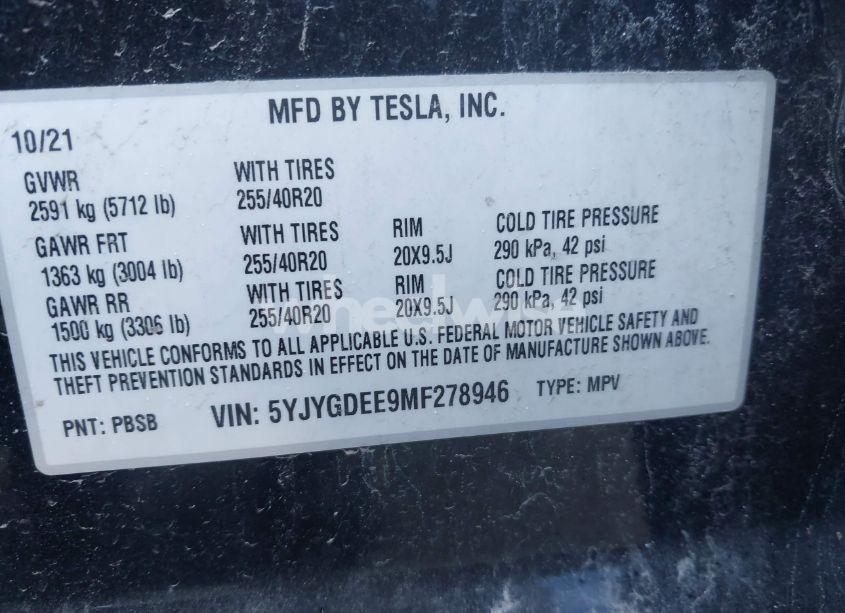 MFD BY TESLA, INC.
10/21
GVWR WITH TIRES
2591 kg (5712 lb) 255/40R20
GAWR FRT WITH TIRES RIM COLD TIRE PRESSURE
1363 kg (3004 lb) 255/40R20 20X9.5J 290 kPa, 42 psi
GAWR RR WITH TIRES RIM COLD TIRE PRESSURE
1500 kg (3306 lb) 255/40R20 20X9.5J 290 kPa, 42 psi
THIS VEHICLE CONFORMS TO ALL APPLICABLE U.S. FEDERAL MOTOR VEHICLE SAFETY AND
THEFT PREVENTION STANDARDS IN EFFECT ON THE DATE OF MANUFACTURE SHOWN ABOVE.
PNT: PBSB VIN: 5YJYGDEE9MF278946 TYPE: MPV